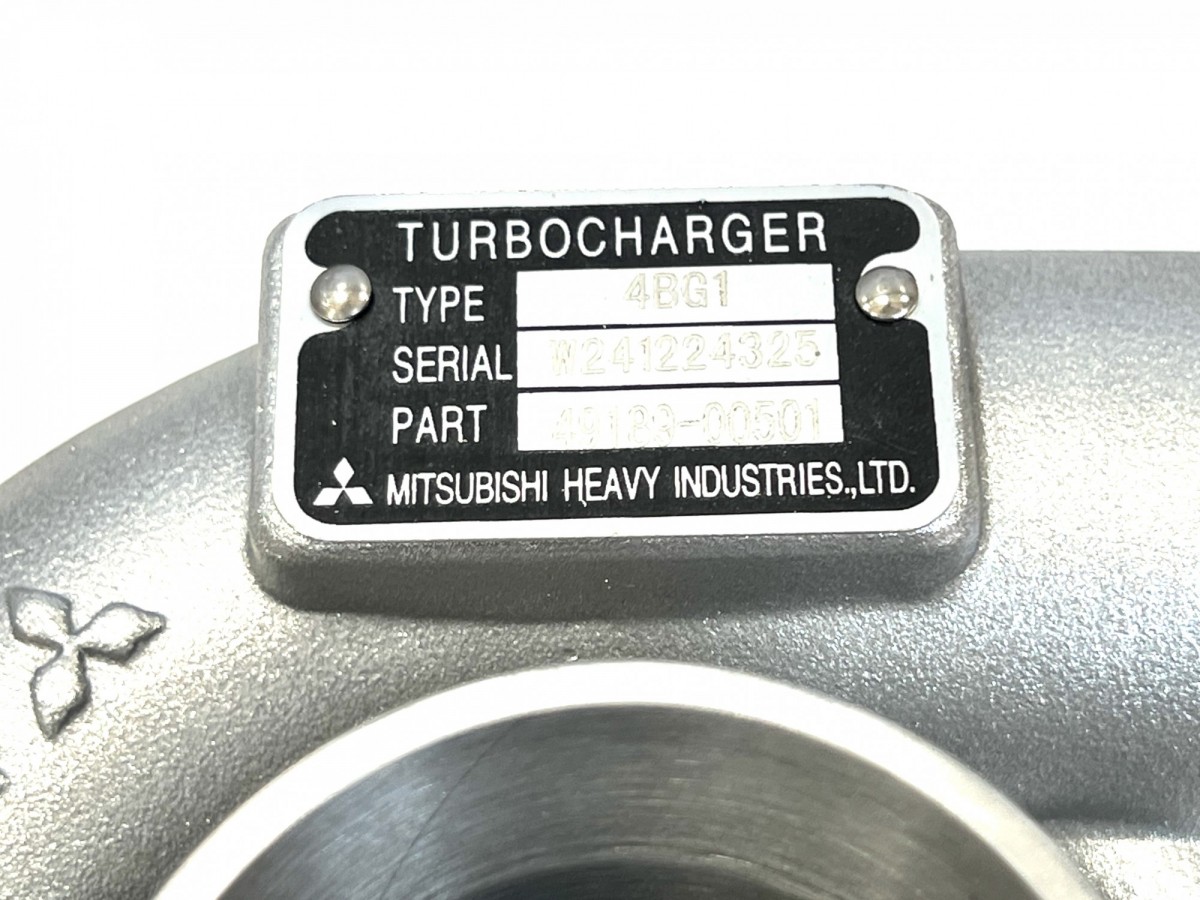 TURBOCHARGER
TYPE 4BG1
SERIAL W241224325
PART 49189-00501
MITSUBISHI HEAVY INDUSTRIES.,LTD.